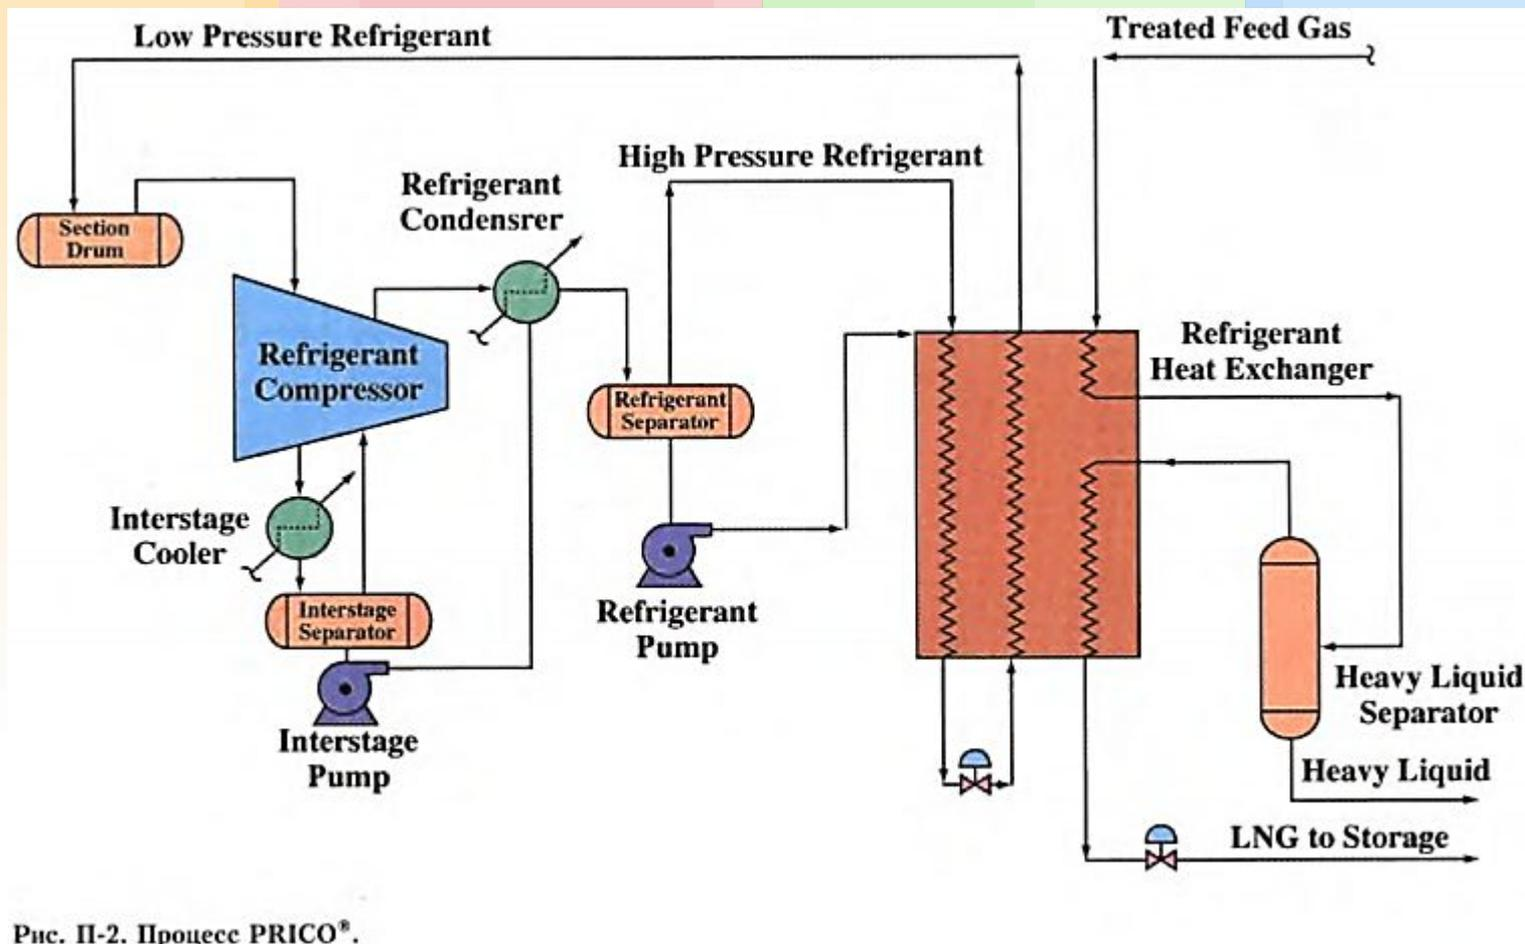 Low Pressure Refrigerant
Treated Feed Gas
High Pressure Refrigerant
Refrigerant
Condensrer
Section
Drum
Refrigerant
Compressor
Refrigerant
Separator
Refrigerant
Heat Exchanger
Interstage
Cooler
Interstage
Separator
Refrigerant
Pump
Interstage
Pump
Heavy Liquid
Separator
Heavy Liquid
LNG to Storage
Рис. П-2. Процесс PRICO®.